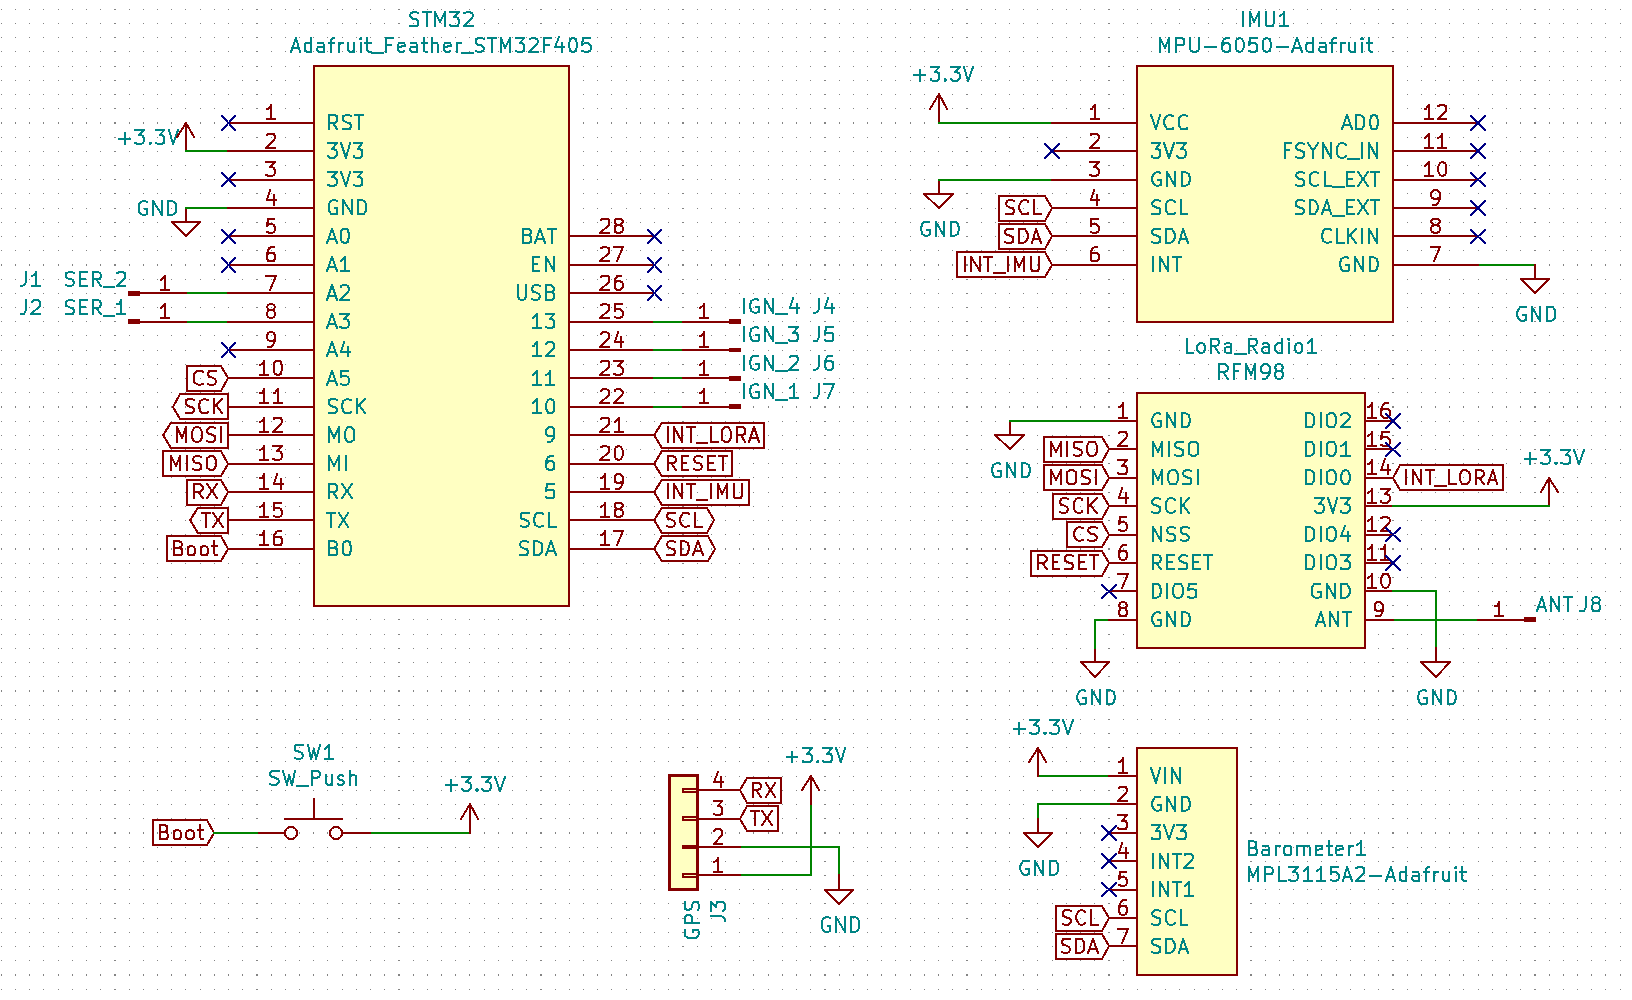 STM32
Adafruit_Feather_STM32F405
1 RST
+3.3V
2 3V3
3 3V3
GND 4 GND
5 A0
6 A1
J1 SER_2 1 7 A2
J2 SER_1 1 8 A3
9 A4
CS 10 A5
SCK 11 SCK
MOSI 12 MO
MISO 13 MI
RX 14 RX
TX 15 TX
Boot 16 B0
BAT 28
EN 27
USB 26
13 25 1 IGN_4 J4
12 24 1 IGN_3 J5
11 23 1 IGN_2 J6
10 22 1 IGN_1 J7
9 21 INT_LORA
6 20 RESET
5 19 INT_IMU
SCL 18 SCL
SDA 17 SDA
IMU1
MPU-6050-Adafruit
+3.3V
1 VCC
2 3V3
3 GND
GND
SCL 4 SCL
SDA 5 SDA
INT_IMU 6 INT
AD0 12
FSYNC_IN 11
SCL_EXT 10
SDA_EXT 9
CLKIN 8
GND 7
GND
LoRa_Radio1
RFM98
1 GND
GND
MISO 2 MISO
MOSI 3 MOSI
SCK 4 SCK
CS 5 NSS
RESET 6 RESET
7 DIO5
8 GND
GND
DIO2 16
DIO1 15
DIO0 14 INT_LORA
+3.3V
3V3 13
DIO4 12
DIO3 11
GND 10
ANT 9 1 ANT J8
GND
SW1
SW_Push
+3.3V
Boot
+3.3V
4 RX
3 TX
2
1
GND
GPS
J3
+3.3V
1 VIN
2 GND
GND
3 3V3
4 INT2
5 INT1
SCL 6 SCL
SDA 7 SDA
Barometer1
MPL3115A2-Adafruit